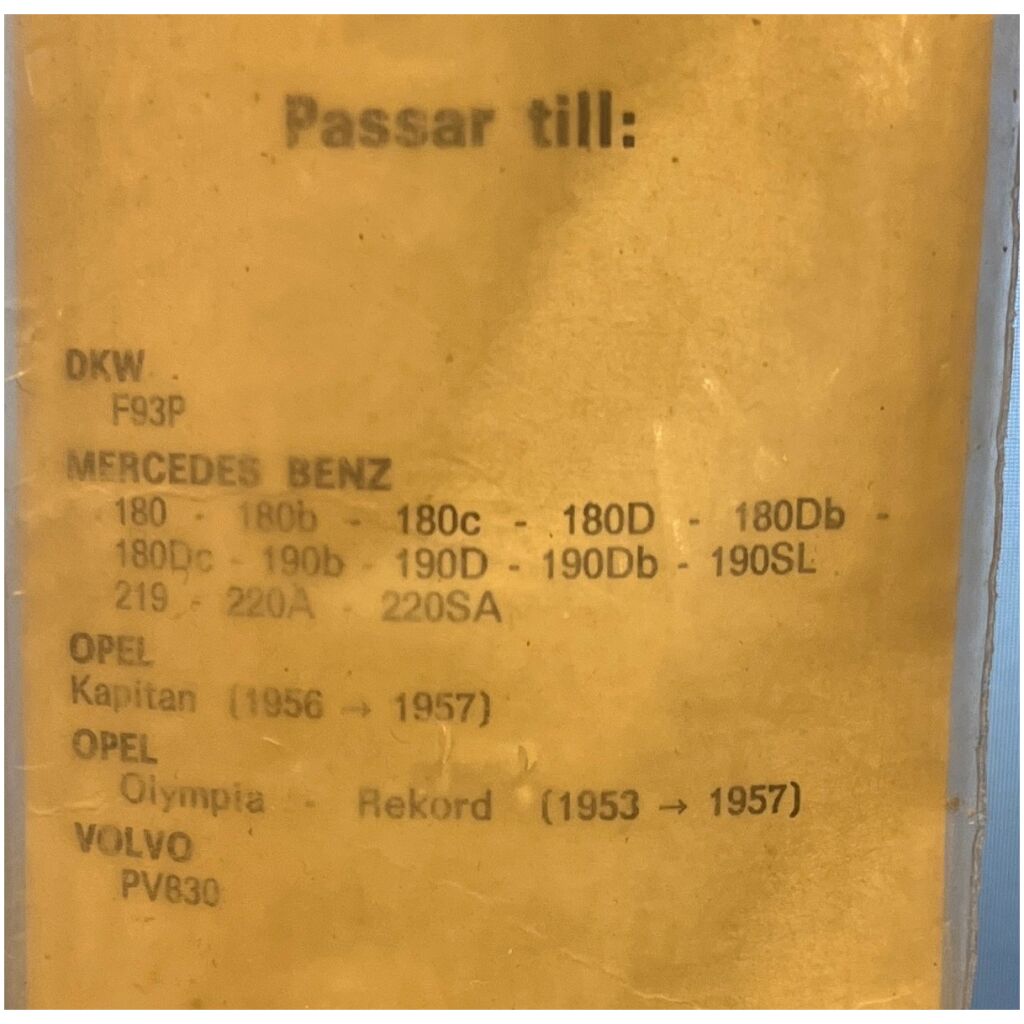 Passar till:
DKW
F93P
MERCEDES BENZ
180 - 180b - 180c - 180D - 180Db -
180Dc - 190b - 190D - 190Db - 190SL
219 - 220A - 220SA
OPEL
Kapitan (1956 → 1957)
OPEL
Olympia - Rekord (1953 → 1957)
VOLVO
PV830